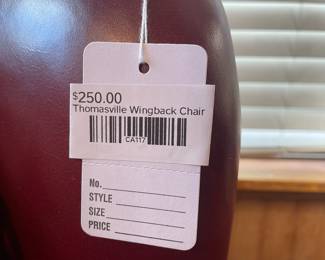 $250.00
Thomasville Wingback Chair
CA117
No.
STYLE
SIZE
PRICE